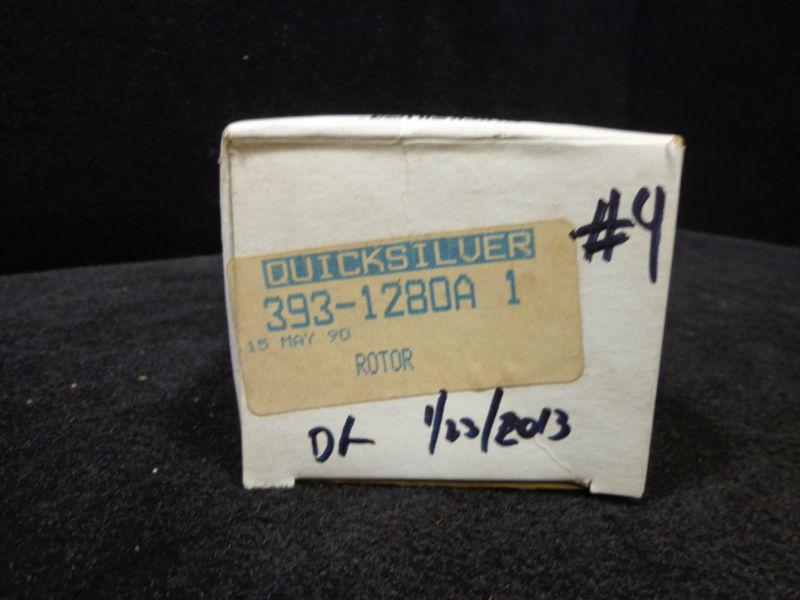 #4
QUICKSILVER
393-1280A 1
15 MAY 90
ROTOR
DL 1/23/2013